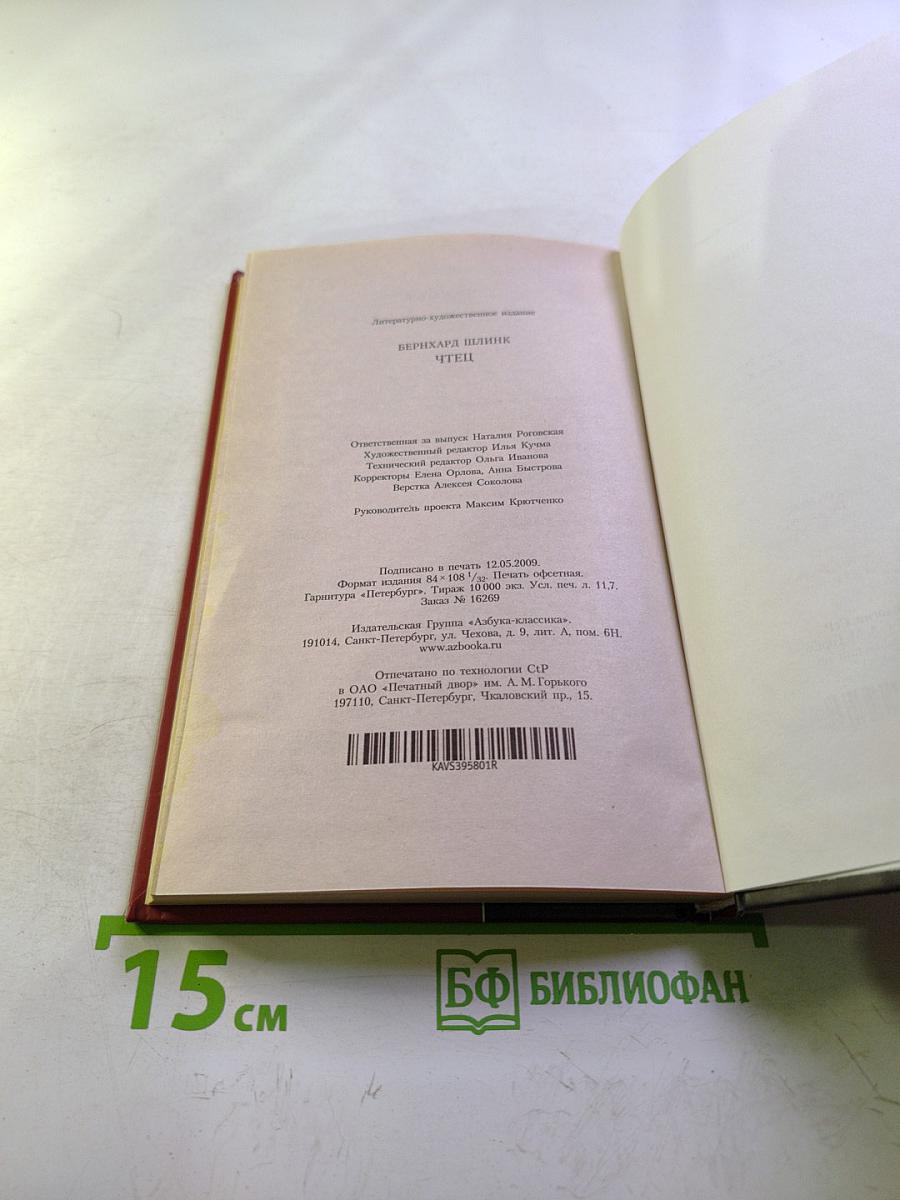 Литературно-художественное издание
БЕРНХАРД ШЛИНК
ЧТЕЦ
Ответственная за выпуск Наталия Роговская
Художественный редактор Илья Кучма
Технический редактор Ольга Иванова
Корректоры Елена Орлова, Анна Быстрова
Верстка Алексея Соколова
Руководитель проекта Максим Крютченко
Подписано в печать 12.05.2009.
Формат издания 84×108 1/32. Печать офсетная.
Гарнитура «Петербург». Тираж 10 000 экз. Усл. печ. л. 11,7.
Заказ № 16269
Издательская Группа «Азбука-классика».
191014, Санкт-Петербург, ул. Чехова, д. 9, лит. А, пом. 6Н.
www.azbooka.ru
Отпечатано по технологии CtP
в ОАО «Печатный двор» им. А. М. Горького
197110, Санкт-Петербург, Чкаловский пр., 15.
KAVS395801R
15 см
БФ БИБЛИОФАН